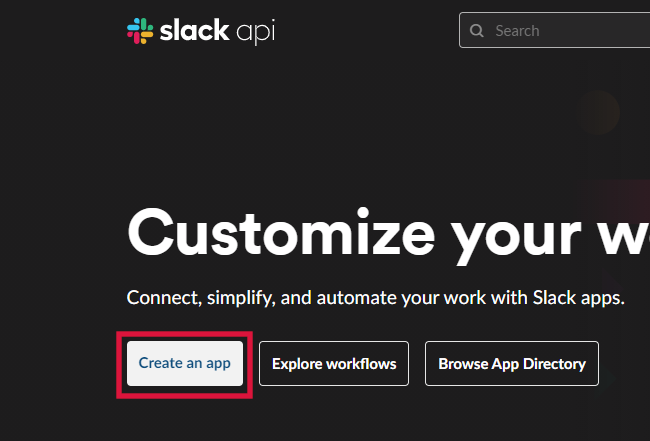 slack api
Search
Customize your w
Connect, simplify, and automate your work with Slack apps.
Create an app
Explore workflows
Browse App Directory